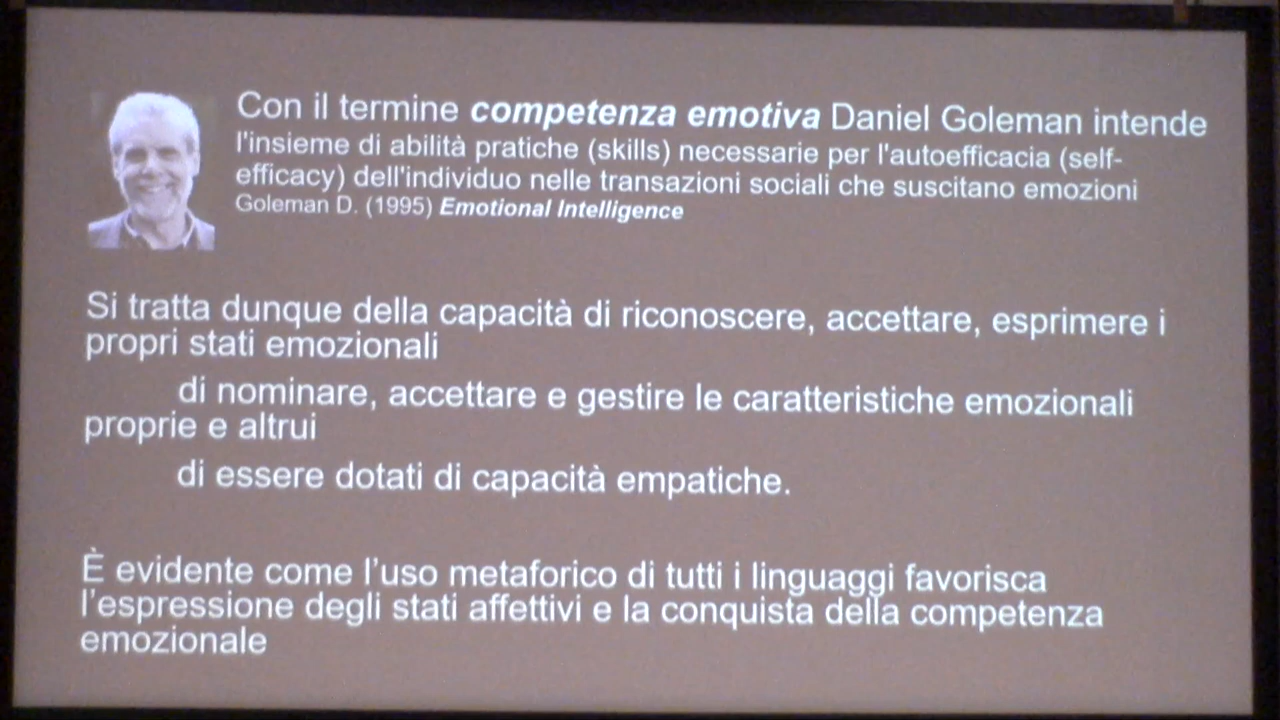 Con il termine competenza emotiva Daniel Goleman intende
l'insieme di abilità pratiche (skills) necessarie per l'autoefficacia (self-
efficacy) dell'individuo nelle transazioni sociali che suscitano emozioni
Goleman D. (1995) Emotional Intelligence
Si tratta dunque della capacità di riconoscere, accettare, esprimere i
propri stati emozionali
di nominare, accettare e gestire le caratteristiche emozionali
proprie e altrui
di essere dotati di capacità empatiche.
È evidente come l’uso metaforico di tutti i linguaggi favorisca
l’espressione degli stati affettivi e la conquista della competenza
emozionale